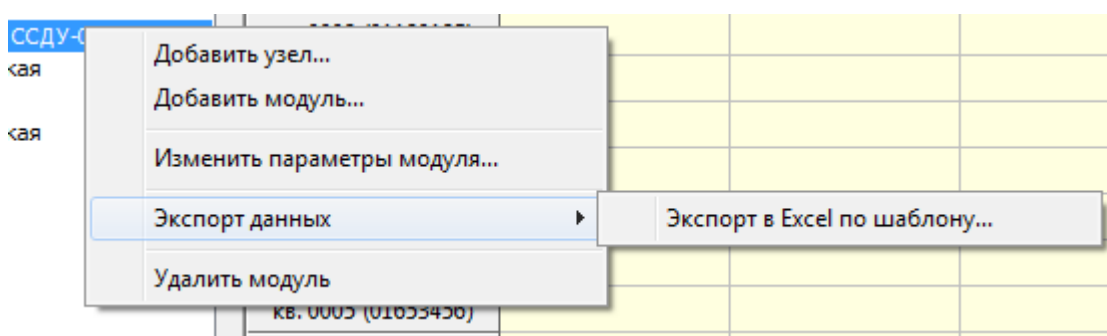 ССДУ-0
кая
кая
Добавить узел...
Добавить модуль...
Изменить параметры модуля...
Экспорт данных
Экспорт в Excel по шаблону...
Удалить модуль
кв. 0005 (01653456)